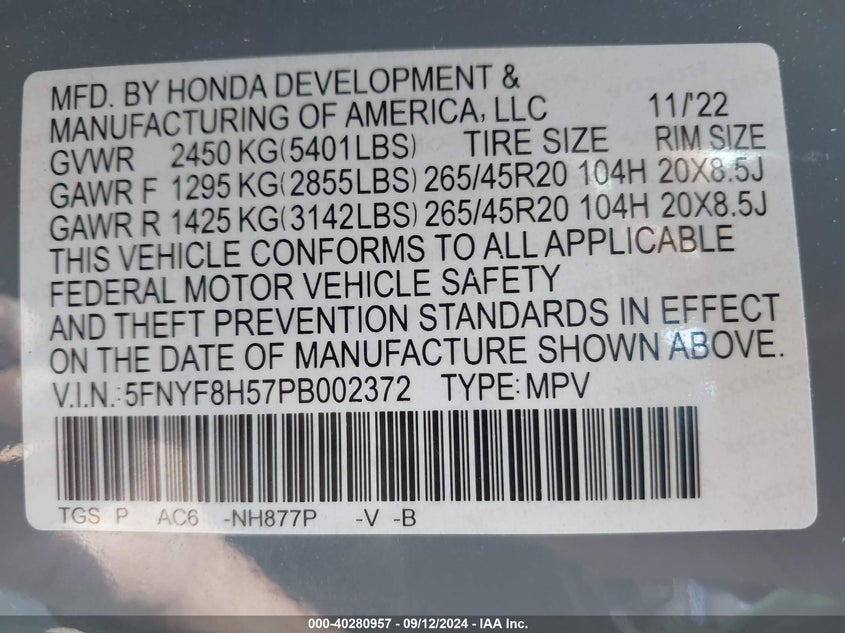 MFD. BY HONDA DEVELOPMENT &
MANUFACTURING OF AMERICA, LLC 11/'22
GVWR 2450 KG(5401LBS) TIRE SIZE RIM SIZE
GAWR F 1295 KG(2855LBS) 265/45R20 104H 20X8.5J
GAWR R 1425 KG(3142LBS) 265/45R20 104H 20X8.5J
THIS VEHICLE CONFORMS TO ALL APPLICABLE
FEDERAL MOTOR VEHICLE SAFETY
AND THEFT PREVENTION STANDARDS IN EFFECT
ON THE DATE OF MANUFACTURE SHOWN ABOVE.
V.I.N.:5FNYF8H57PB002372 TYPE: MPV
TGS P AC6 -NH877P -V -B
000-40280957 - 09/12/2024 - IAA Inc.